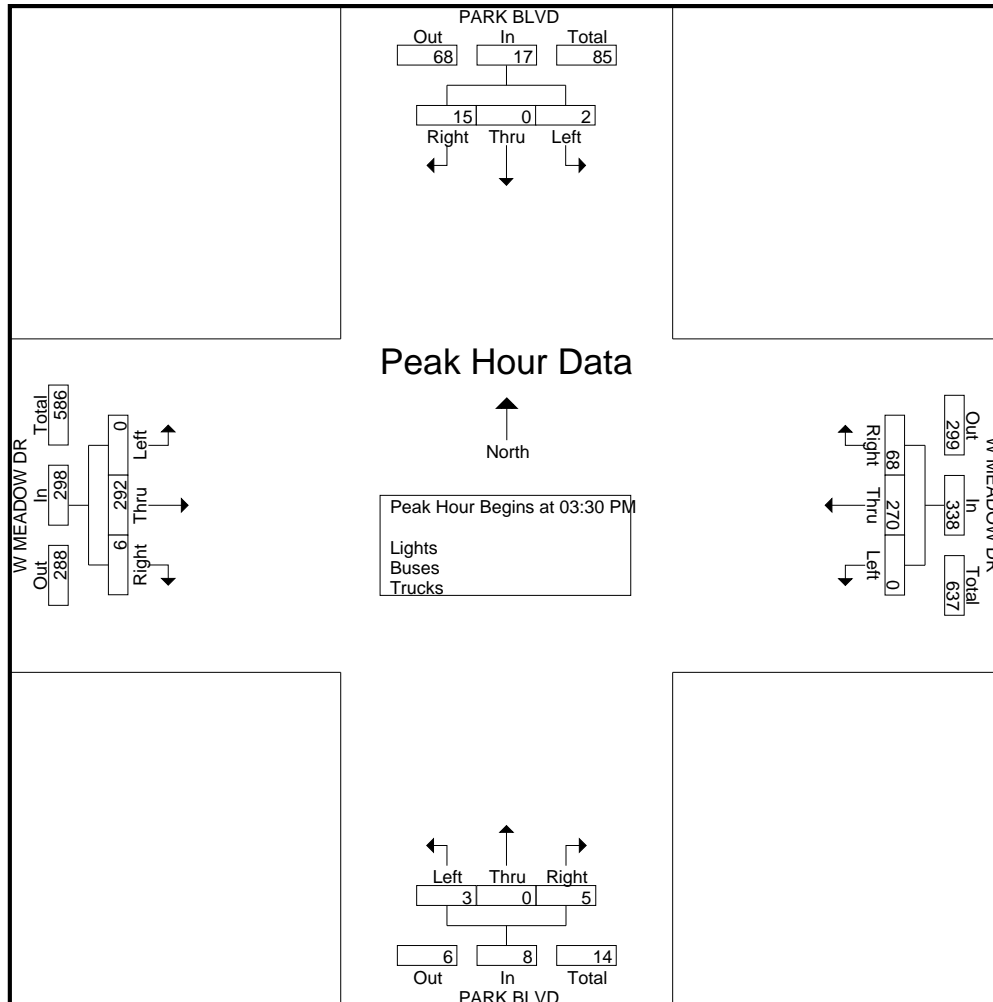 PARK BLVD
Out In Total
68 17 85
15 0 2
Right Thru Left
Peak Hour Data
North
Peak Hour Begins at 03:30 PM
Lights
Buses
Trucks
W MEADOW DR
Out In Total
288 298 586
0 292 6
Left Thru Right
W MEADOW DR
Out In Total
299 338 637
68 270 0
Right Thru Left
Left Thru Right
3 0 5
6 8 14
Out In Total
PARK BLVD